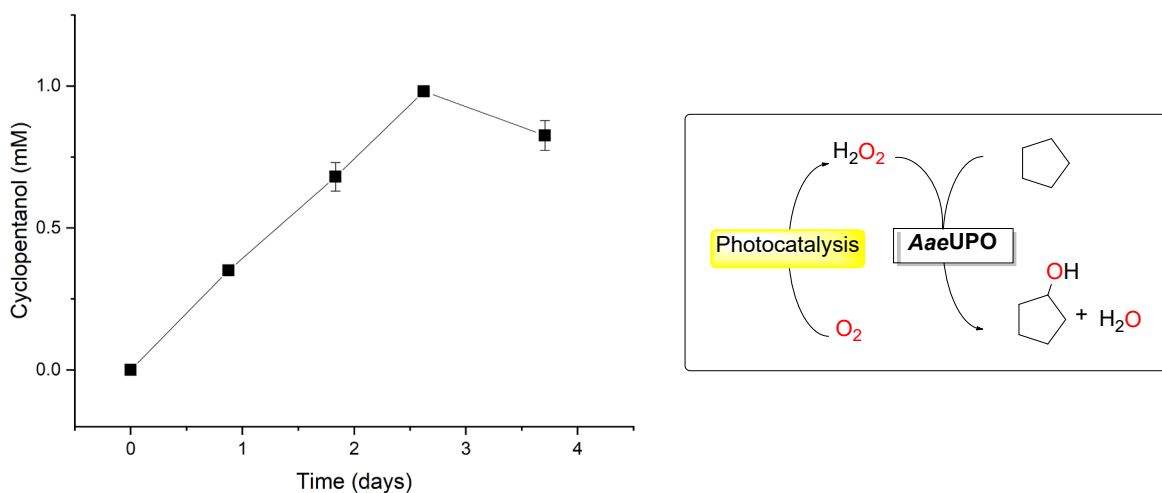 Cyclopentanol (mM)
1.0
0.5
0.0
0 1 2 3 4
Time (days)
H₂O₂
Photocatalysis
AaeUPO
O₂
OH
+ H₂O